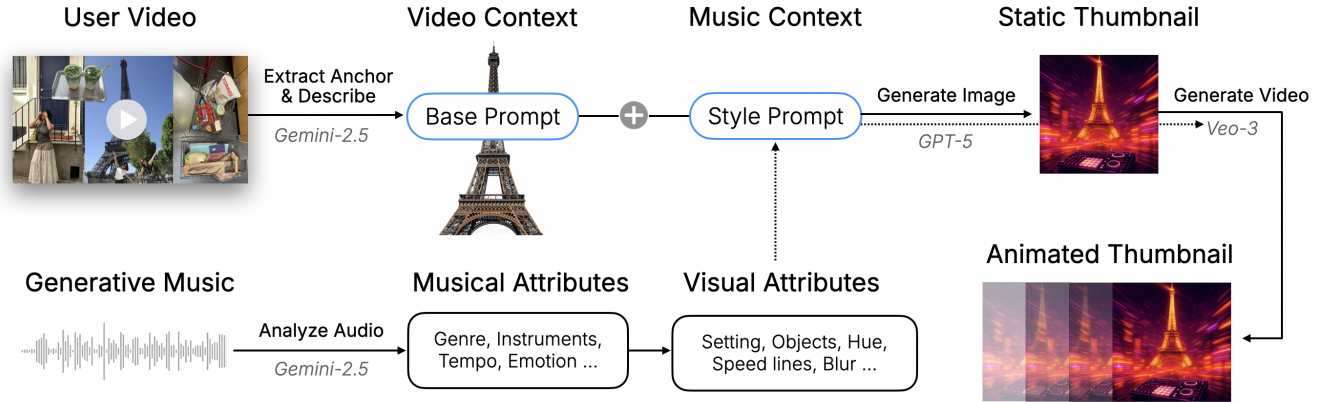 User Video
Video Context
Music Context
Static Thumbnail
Extract Anchor
& Describe
Gemini-2.5
Base Prompt
Style Prompt
Generate Image
GPT-5
Generate Video
Veo-3
Generative Music
Musical Attributes
Visual Attributes
Animated Thumbnail
Analyze Audio
Gemini-2.5
Genre, Instruments,
Tempo, Emotion ...
Setting, Objects, Hue,
Speed lines, Blur ...